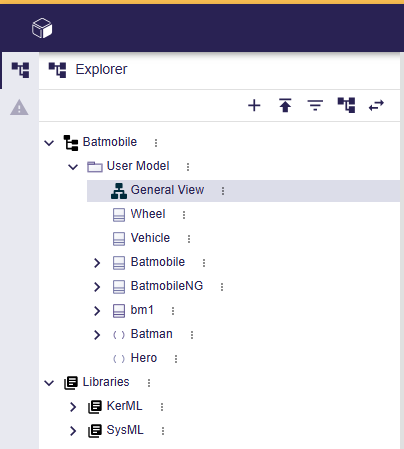 Explorer
Batmobile
User Model
General View
Wheel
Vehicle
Batmobile
BatmobileNG
bm1
Batman
Hero
Libraries
KerML
SysML